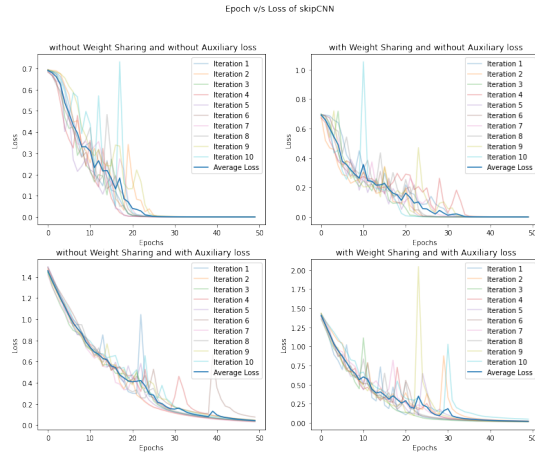 Epoch v/s Loss of skipCNN
without Weight Sharing and without Auxiliary loss
0.7
0.6
0.5
0.4
0.3
0.2
0.1
0.0
Loss
0
10
20
30
40
50
Epochs
Iteration 1
Iteration 2
Iteration 3
Iteration 4
Iteration 5
Iteration 6
Iteration 7
Iteration 8
Iteration 9
Iteration 10
Average Loss
with Weight Sharing and without Auxiliary loss
1.0
0.8
0.6
0.4
0.2
0.0
Loss
0
10
20
30
40
50
Epochs
Iteration 1
Iteration 2
Iteration 3
Iteration 4
Iteration 5
Iteration 6
Iteration 7
Iteration 8
Iteration 9
Iteration 10
Average Loss
without Weight Sharing and with Auxiliary loss
1.4
1.2
1.0
0.8
0.6
0.4
0.2
0.0
Loss
0
10
20
30
40
50
Epochs
Iteration 1
Iteration 2
Iteration 3
Iteration 4
Iteration 5
Iteration 6
Iteration 7
Iteration 8
Iteration 9
Iteration 10
Average Loss
with Weight Sharing and with Auxiliary loss
2.00
1.75
1.50
1.25
1.00
0.75
0.50
0.25
0.00
Loss
0
10
20
30
40
50
Epochs
Iteration 1
Iteration 2
Iteration 3
Iteration 4
Iteration 5
Iteration 6
Iteration 7
Iteration 8
Iteration 9
Iteration 10
Average Loss